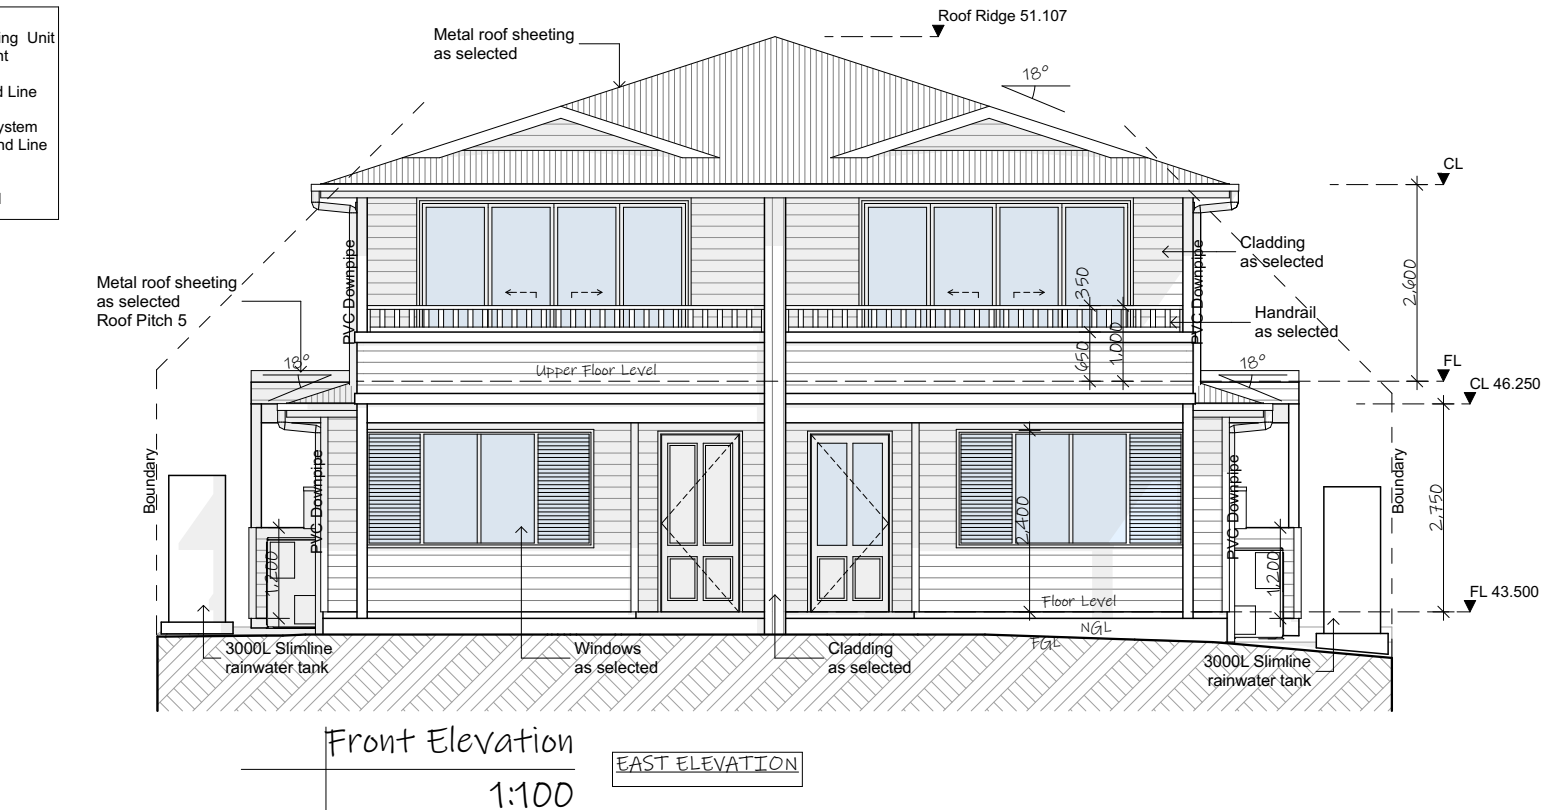 ing Unit
nt
d Line
ystem
nd Line
Roof Ridge 51.107
Metal roof sheeting
as selected
18°
CL
Cladding
as selected
PVC Downpipe
PVC Downpipe
2,600
350
Metal roof sheeting
as selected
Roof Pitch 5
Handrail
as selected
1,000
650
18°
Upper Floor Level
18°
FL
CL 46.250
Boundary
PVC Downpipe
PVC Downpipe
Boundary
2,750
2,400
1,200
1,200
FL 43.500
Floor Level
NGL
FGL
3000L Slimline
rainwater tank
Windows
as selected
Cladding
as selected
3000L Slimline
rainwater tank
Front Elevation
EAST ELEVATION
1:100